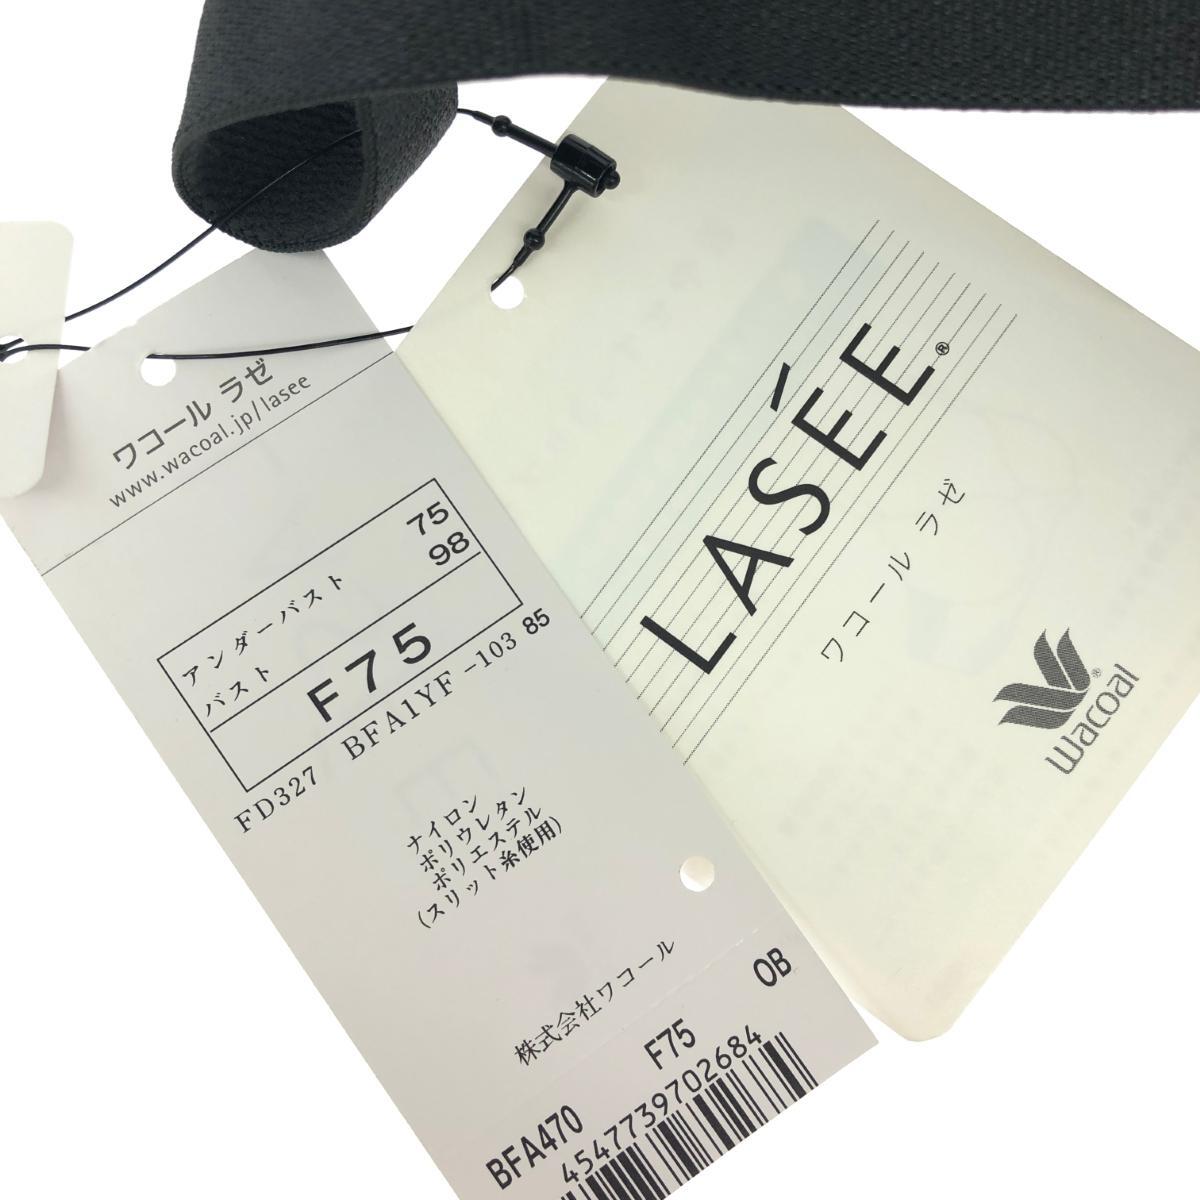 ワコール ラゼ
www.wacoal.jp/lasee
アンダーバスト 75
バスト 98
F75
FD327 BFA1YF-103 85
ナイロン
ポリウレタン
ポリエステル
(スリット糸使用)
株式会社ワコール
BFA470 F75 OB
4547739702684
LASÉE®
ワコール ラゼ
Wacoal®